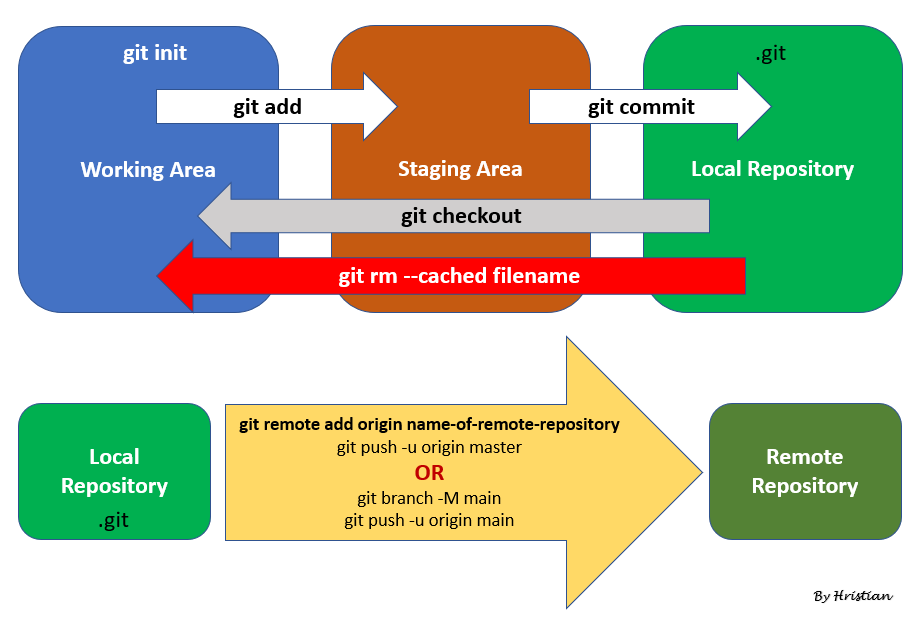 git init
.git
git add
git commit
Working Area
Staging Area
Local Repository
git checkout
git rm --cached filename
git remote add origin name-of-remote-repository
git push -u origin master
OR
git branch -M main
git push -u origin main
Local
Repository
.git
Remote
Repository
By Hristian